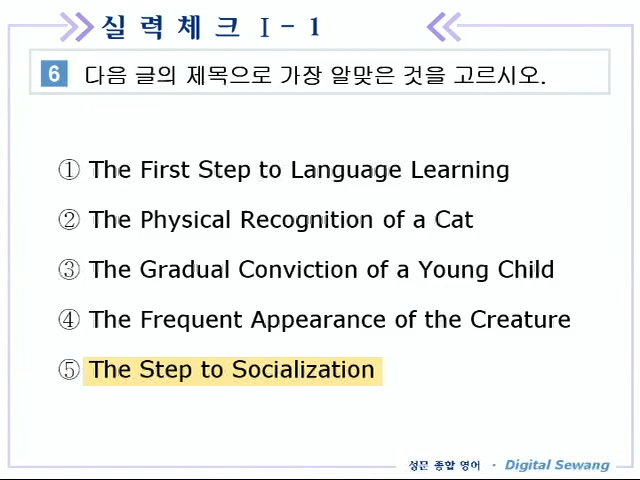 실 력 체 크 Ⅰ- 1
6 다음 글의 제목으로 가장 알맞은 것을 고르시오.
① The First Step to Language Learning
② The Physical Recognition of a Cat
③ The Gradual Conviction of a Young Child
④ The Frequent Appearance of the Creature
⑤ The Step to Socialization
성문 종합 영어 · Digital Sewang